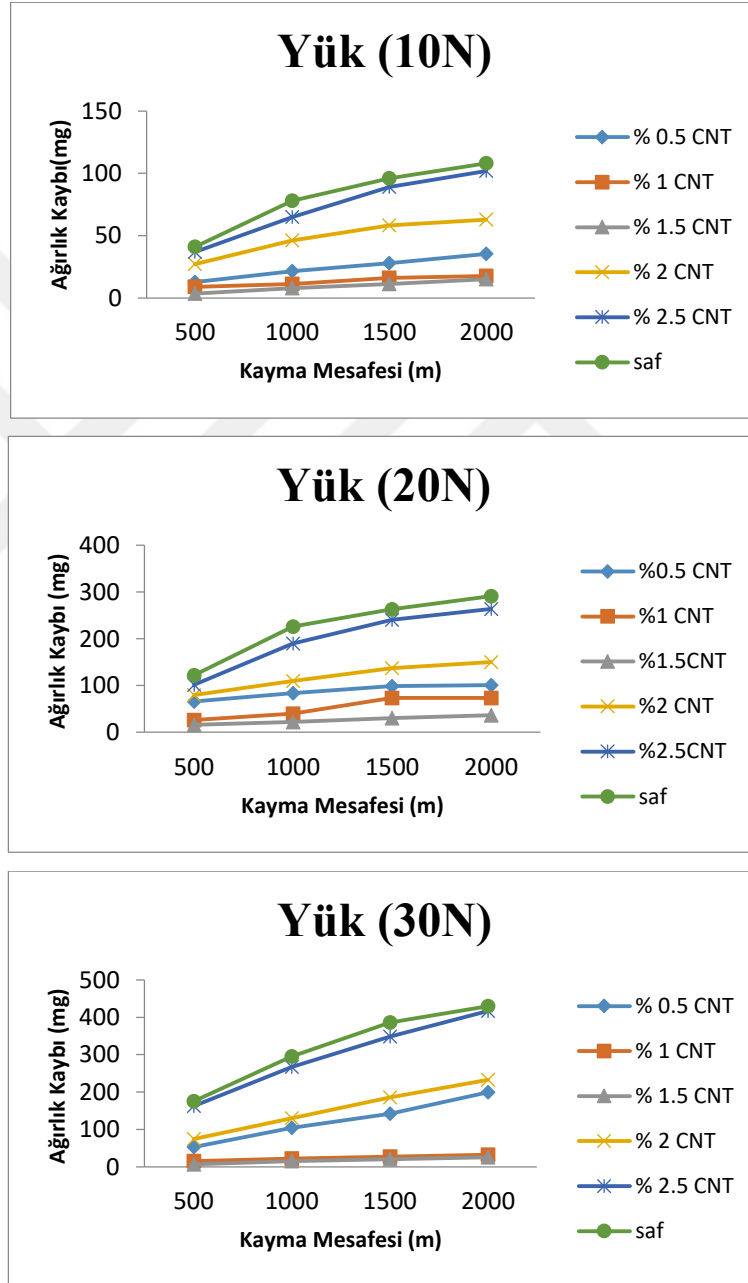 Yük (10N)
150
100
50
0
Ağırlık Kaybı(mg)
500 1000 1500 2000
Kayma Mesafesi (m)
% 0.5 CNT
% 1 CNT
% 1.5 CNT
% 2 CNT
% 2.5 CNT
saf
Yük (20N)
400
300
200
100
0
Ağırlık Kaybı (mg)
500 1000 1500 2000
Kayma Mesafesi (m)
%0.5 CNT
%1 CNT
%1.5CNT
%2 CNT
%2.5CNT
saf
Yük (30N)
500
400
300
200
100
0
Ağırlık Kaybı (mg)
500 1000 1500 2000
Kayma Mesafesi (m)
% 0.5 CNT
% 1 CNT
% 1.5 CNT
% 2 CNT
% 2.5 CNT
saf